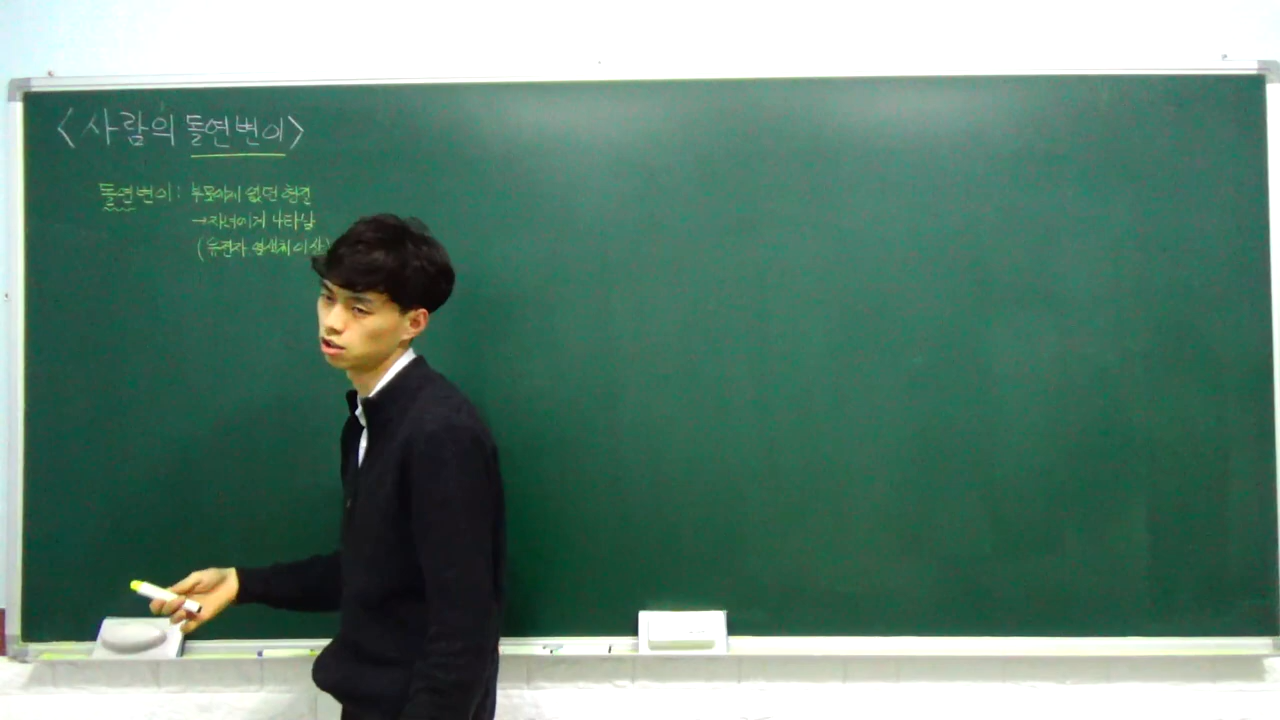 <사람의 돌연변이>
돌연변이: 부모에게 없던 형질
→자녀에게 나타남
(유전자, 염색체 이상)